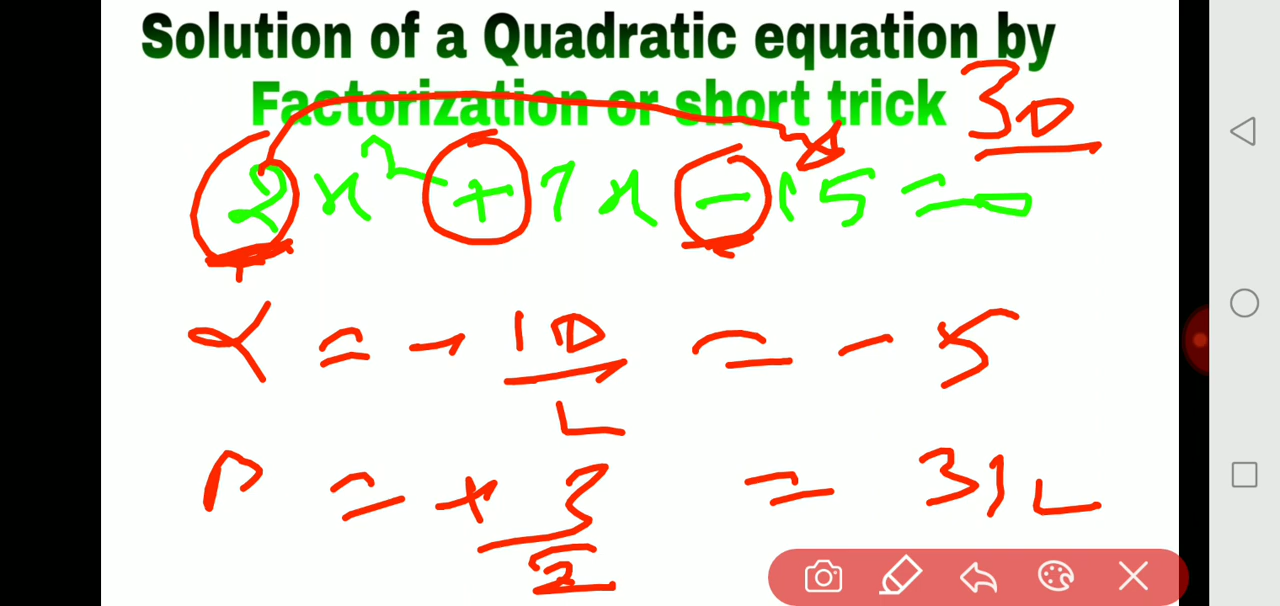 Solution of a Quadratic equation by
Factorization or short trick
30
2x² + 7x - 15 = 0
α = - 10/2 = - 5
β = + 3/2 = 3/2